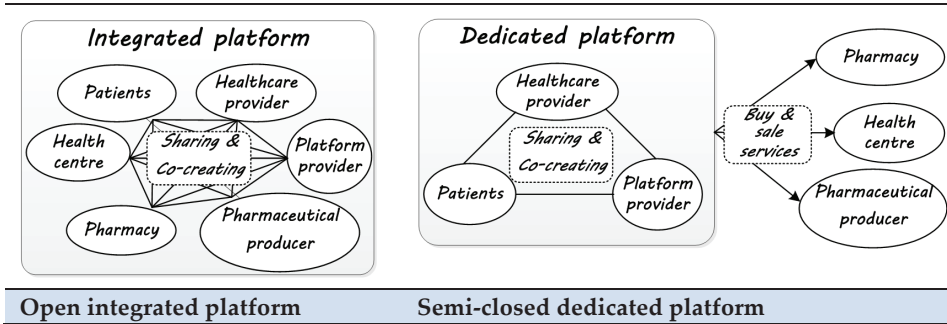 Integrated platform
Patients
Healthcare
provider
Health
centre
Sharing &
Co-creating
Platform
provider
Pharmacy
Pharmaceutical
producer
Dedicated platform
Healthcare
provider
Sharing &
Co-creating
Patients
Platform
provider
Buy &
sale
services
Pharmacy
Health
centre
Pharmaceutical
producer
Open integrated platform
Semi-closed dedicated platform